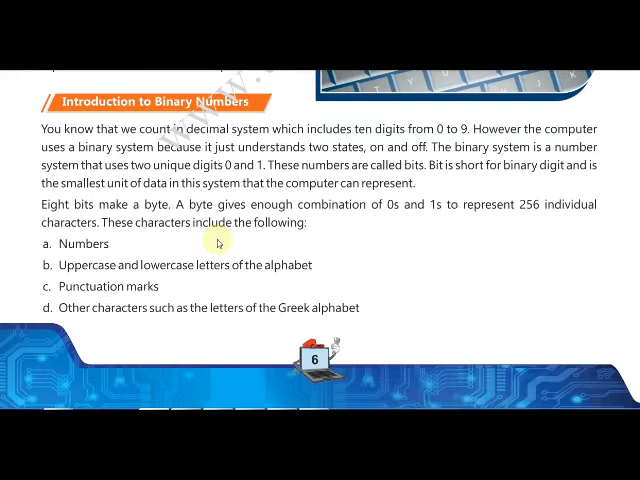 Introduction to Binary Numbers
You know that we count in decimal system which includes ten digits from 0 to 9. However the computer
uses a binary system because it just understands two states, on and off. The binary system is a number
system that uses two unique digits 0 and 1. These numbers are called bits. Bit is short for binary digit and is
the smallest unit of data in this system that the computer can represent.
Eight bits make a byte. A byte gives enough combination of 0s and 1s to represent 256 individual
characters. These characters include the following:
a. Numbers
b. Uppercase and lowercase letters of the alphabet
c. Punctuation marks
d. Other characters such as the letters of the Greek alphabet
6